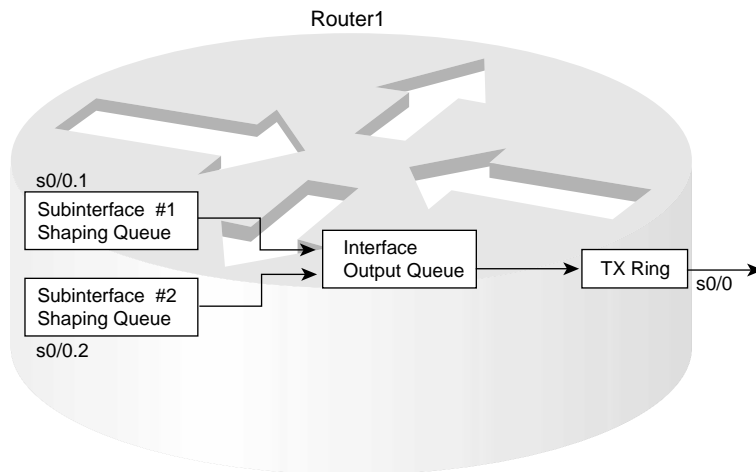 Router1
s0/0.1
Subinterface #1
Shaping Queue
Interface
Output Queue
TX Ring
s0/0
Subinterface #2
Shaping Queue
s0/0.2